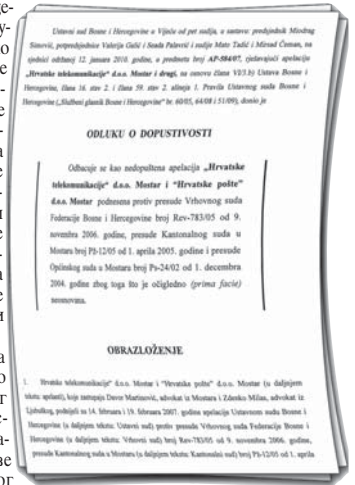 Ustavni sud Bosne i Hercegovine u Vijeću od pet sudija, u sastavu: predsjednik Miodrag
Simović, potpredsjednice Valerija Galić i Seada Palavrić i sudije Mato Tadić i Mirsad Ćeman, na
sjednici održanoj 12. januara 2010. godine, u predmetu broj AP-584/07, rješavajući apelaciju
„Hrvatske telekomunikacije" d.o.o. Mostar i drugi, na osnovu člana VI/3.b) Ustava Bosne i
Hercegovine, člana 16. stav 2. i člana 59. stav 2. alineja 1. Pravila Ustavnog suda Bosne i
Hercegovine („Službeni glasnik Bosne i Hercegovine" br. 60/05, 64/08 i 51/09), donio je
ODLUKU O DOPUSTIVOSTI
Odbacuje se kao nedopuštena apelacija „Hrvatske
telekomunikacije" d.o.o. Mostar i "Hrvatske pošte"
d.o.o. Mostar podnesena protiv presude Vrhovnog suda
Federacije Bosne i Hercegovine broj Rev-783/05 od 9.
novembra 2006. godine, presude Kantonalnog suda u
Mostaru broj Pž-12/05 od 1. aprila 2005. godine i presude
Općinskog suda u Mostaru broj Ps-24/02 od 1. decembra
2004. godine zbog toga što je očigledno (prima facie)
neosnovana.
OBRAZLOŽENJE
1. Hrvatske telekomunikacije" d.o.o. Mostar i "Hrvatska pošta" d.o.o. Mostar (u daljnjem
tekstu: apelanti), koje zastupaju Davor Martinović, advokat iz Mostara i Zdenko Milas, advokat iz
Ljubuškog, podnijeli su 14. februara i 19. februara 2007. godine apelaciju Ustavnom sudu Bosne i
Hercegovine (u daljnjem tekstu: Ustavni sud) protiv presude Vrhovnog suda Federacije Bosne i
Hercegovine (u daljnjem tekstu: Vrhovni sud) broj Rev-783/05 od 9. novembra 2006. godine,
presude Kantonalnog suda u Mostaru (u daljnjem tekstu: Kantonalni sud) broj Pž-12/05 od 1. aprila